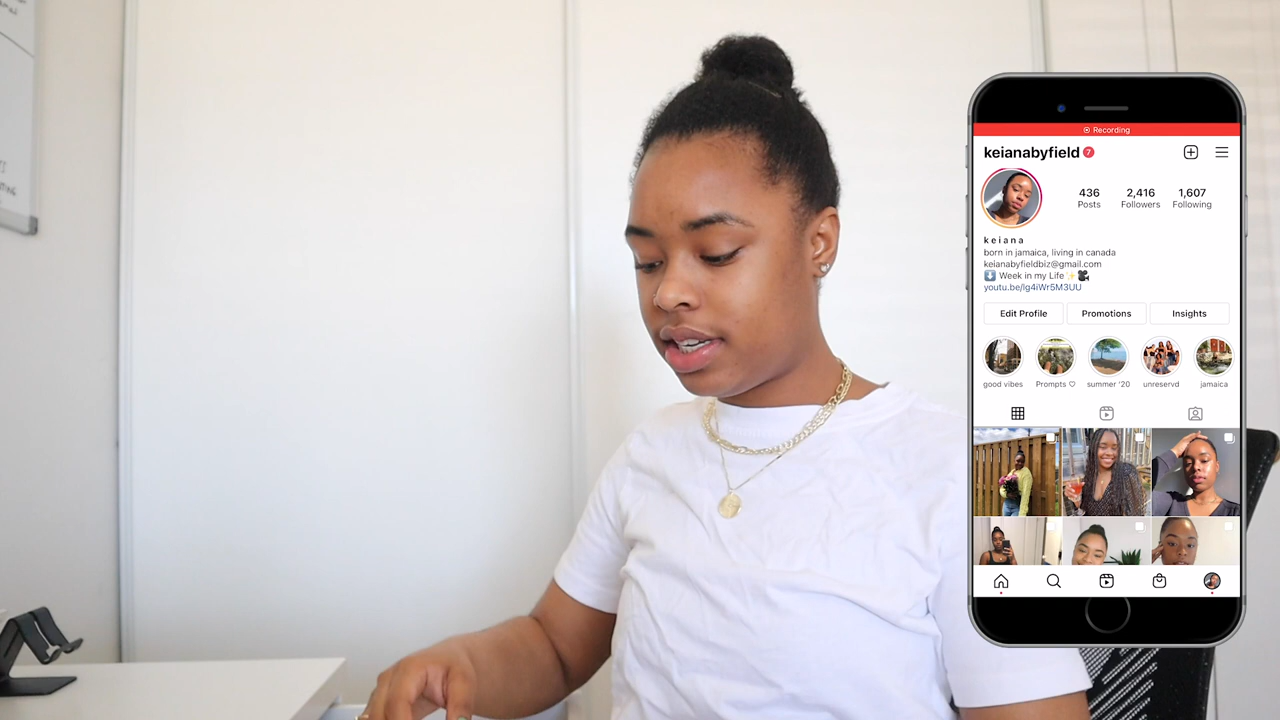 Recording
keianabyfield 7
436 2,416 1,607
Posts Followers Following
keiana
born in jamaica, living in canada
keianabyfieldbiz@gmail.com
⬇️ Week in my Life ✨🎥
youtu.be/lg4iWr5M3UU
Edit Profile Promotions Insights
good vibes Prompts ♡ summer '20 unreservd jamaica